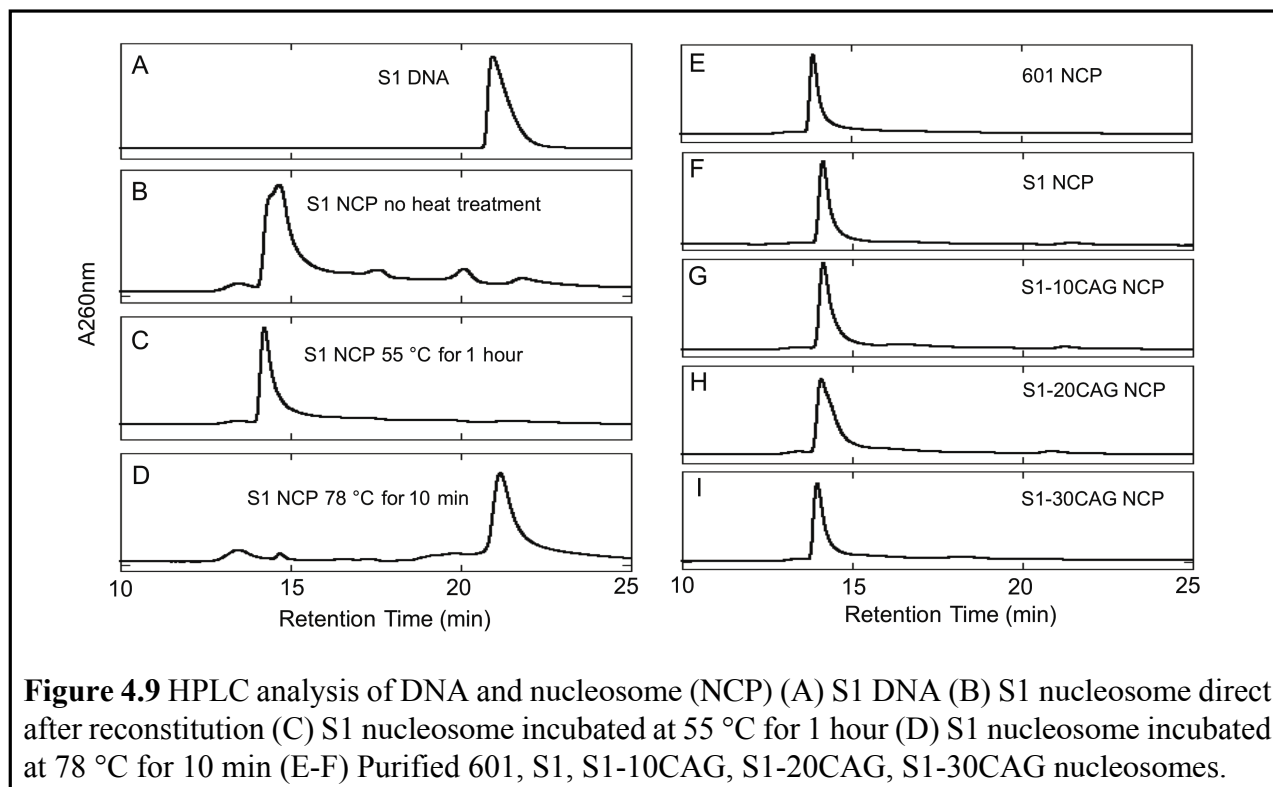 A
S1 DNA
B
S1 NCP no heat treatment
C
S1 NCP 55 °C for 1 hour
D
S1 NCP 78 °C for 10 min
A260nm
10 15 20 25
Retention Time (min)
E
601 NCP
F
S1 NCP
G
S1-10CAG NCP
H
S1-20CAG NCP
I
S1-30CAG NCP
10 15 20 25
Retention Time (min)
Figure 4.9 HPLC analysis of DNA and nucleosome (NCP) (A) S1 DNA (B) S1 nucleosome direct
after reconstitution (C) S1 nucleosome incubated at 55 °C for 1 hour (D) S1 nucleosome incubated
at 78 °C for 10 min (E-F) Purified 601, S1, S1-10CAG, S1-20CAG, S1-30CAG nucleosomes.